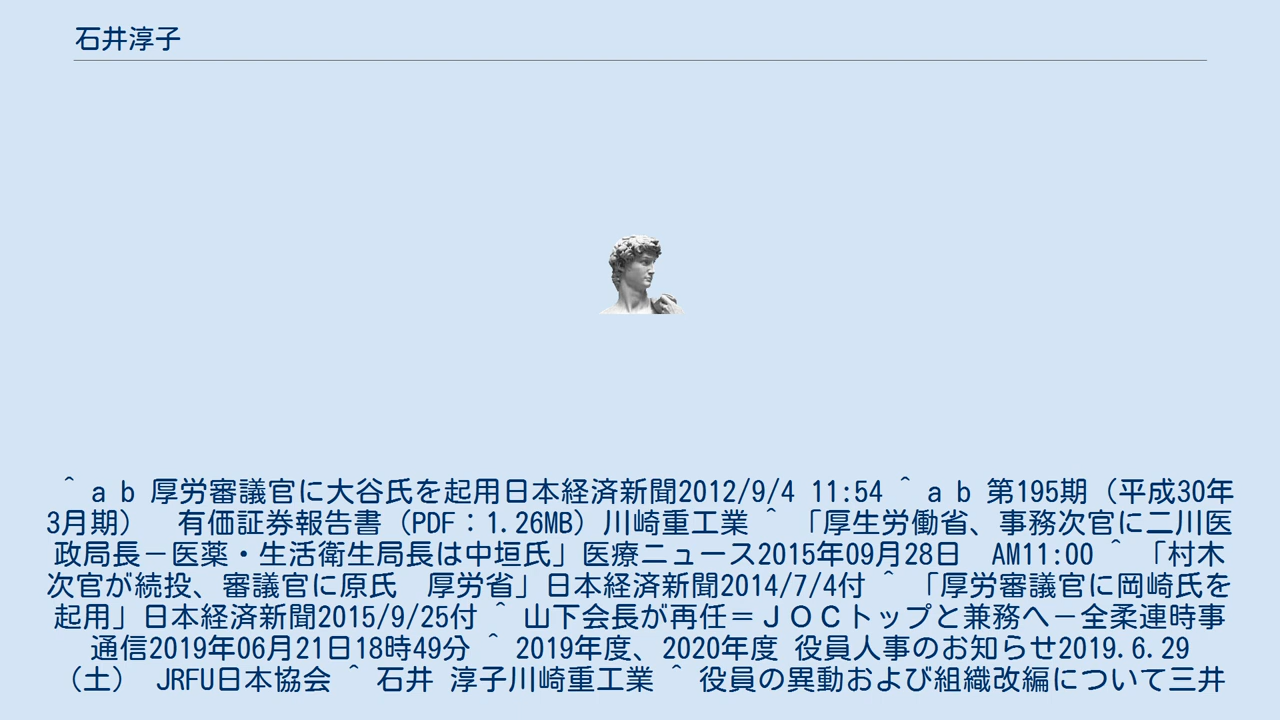 石井淳子
^ a b 厚労審議官に大谷氏を起用日本経済新聞2012/9/4 11:54 ^ a b 第195期（平成30年
3月期）　有価証券報告書（PDF：1.26MB）川崎重工業 ^ 「厚生労働省、事務次官に二川医
政局長－医薬・生活衛生局長は中垣氏」医療ニュース2015年09月28日　AM11:00 ^ 「村木
次官が続投、審議官に原氏　厚労省」日本経済新聞2014/7/4付 ^ 「厚労審議官に岡崎氏を
起用」日本経済新聞2015/9/25付 ^ 山下会長が再任＝ＪＯＣトップと兼務へ－全柔連時事
通信2019年06月21日18時49分 ^ 2019年度、2020年度 役員人事のお知らせ2019.6.29
（土） JRFU日本協会 ^ 石井 淳子川崎重工業 ^ 役員の異動および組織改編について三井